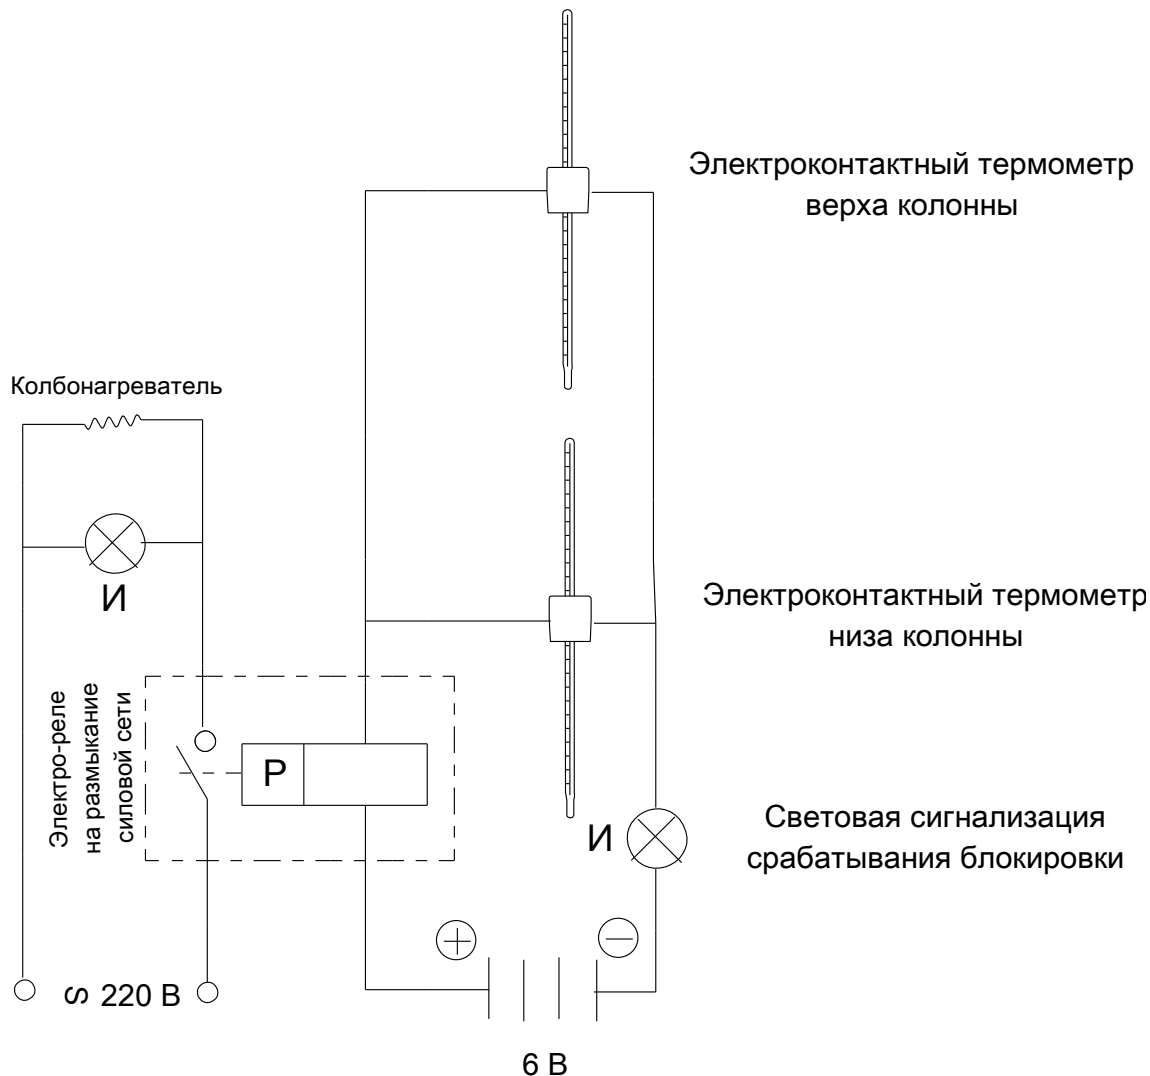 Электроконтактный термометр
верха колонны
Колбонагреватель
И
Электроконтактный термометр
низа колонны
Электро-реле
на размыкание
силовой сети
Р
И
Световая сигнализация
срабатывания блокировки
220 В
6 В